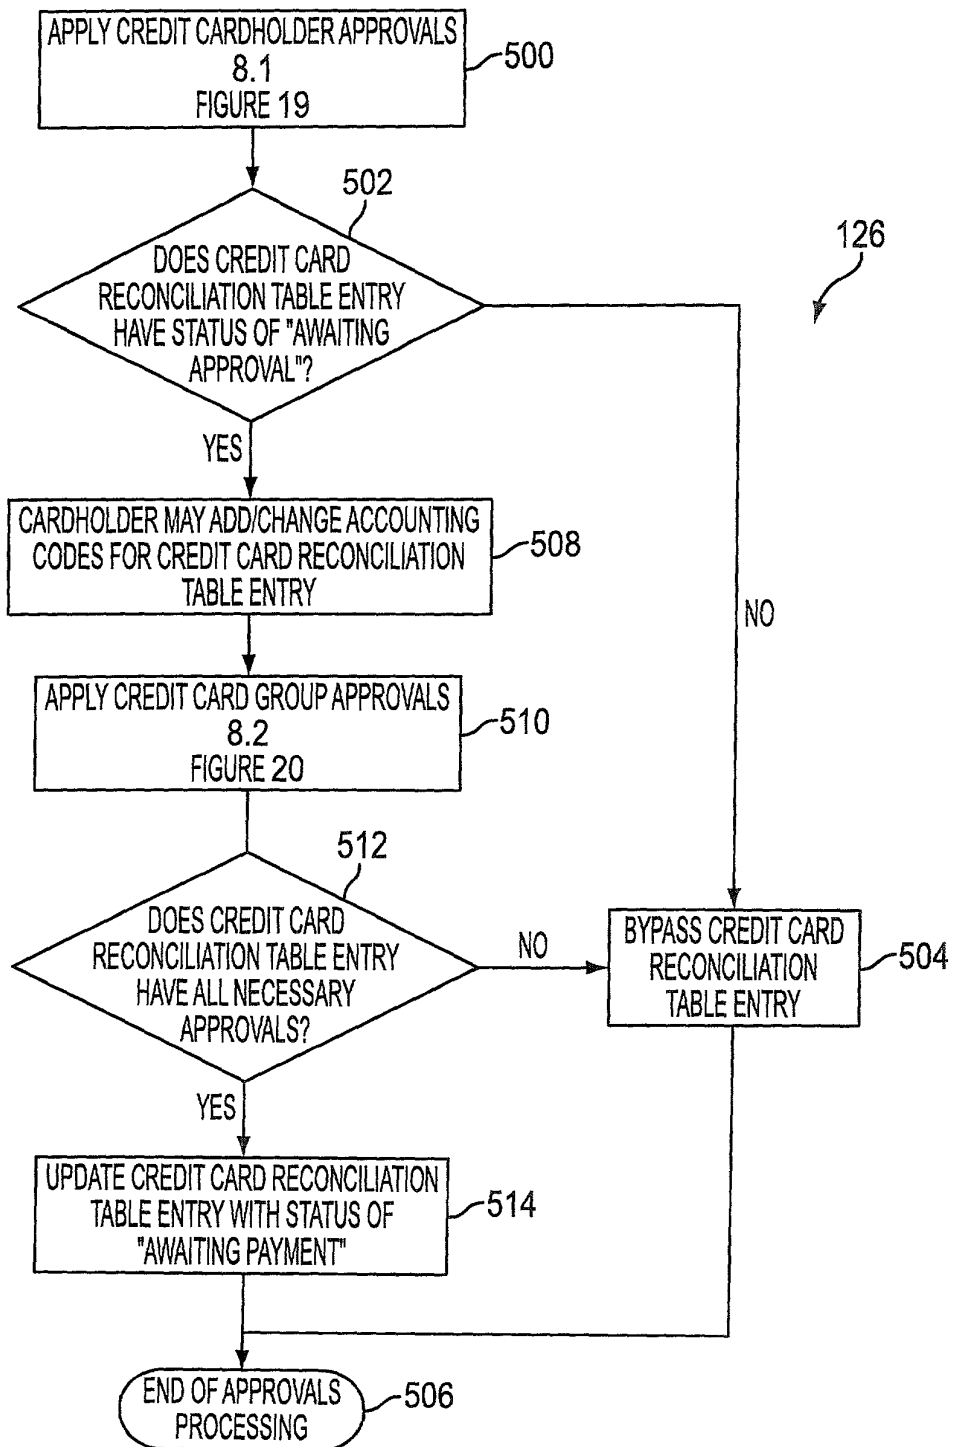 APPLY CREDIT CARDHOLDER APPROVALS
8.1
FIGURE 19
500
502
DOES CREDIT CARD
RECONCILIATION TABLE ENTRY
HAVE STATUS OF "AWAITING
APPROVAL"?
126
YES
NO
CARDHOLDER MAY ADD/CHANGE ACCOUNTING
CODES FOR CREDIT CARD RECONCILIATION
TABLE ENTRY
508
APPLY CREDIT CARD GROUP APPROVALS
8.2
FIGURE 20
510
512
DOES CREDIT CARD
RECONCILIATION TABLE ENTRY
HAVE ALL NECESSARY
APPROVALS?
NO
BYPASS CREDIT CARD
RECONCILIATION
TABLE ENTRY
504
YES
UPDATE CREDIT CARD RECONCILIATION
TABLE ENTRY WITH STATUS OF
"AWAITING PAYMENT"
514
END OF APPROVALS
PROCESSING
506